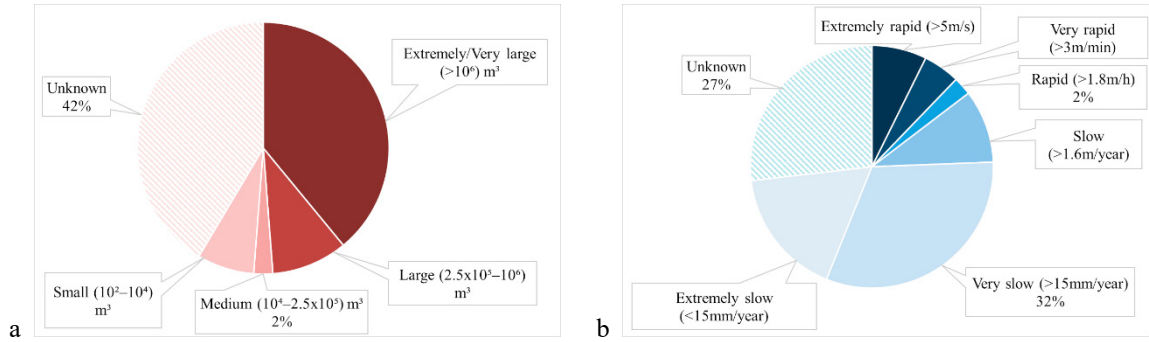 Extremely/Very large
(>10⁶) m³
Unknown
42%
Small (10²–10⁴)
m³
Medium (10⁴–2.5x10⁵) m³
2%
Large (2.5x10⁵–10⁶)
m³
a
Extremely rapid (>5m/s)
Very rapid
(>3m/min)
Rapid (>1.8m/h)
2%
Unknown
27%
Slow
(>1.6m/year)
Extremely slow
(<15mm/year)
Very slow (>15mm/year)
32%
b